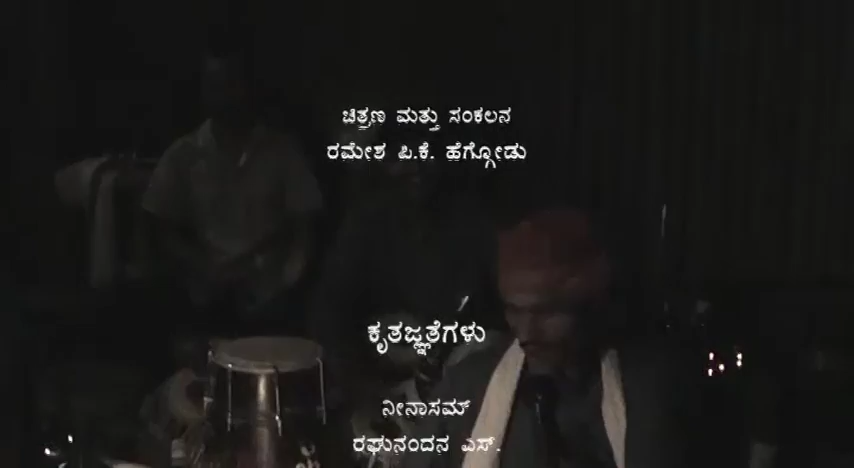 ಚಿತ್ರಣ ಮತ್ತು ಸಂಕಲನ
ರಮೇಶ ಪಿ.ಕೆ. ಹೆಗ್ಗೋಡು
ಕೃತಜ್ಞತೆಗಳು
ನೀನಾಸಮ್
ರಘುನಂದನ ಎಸ್.